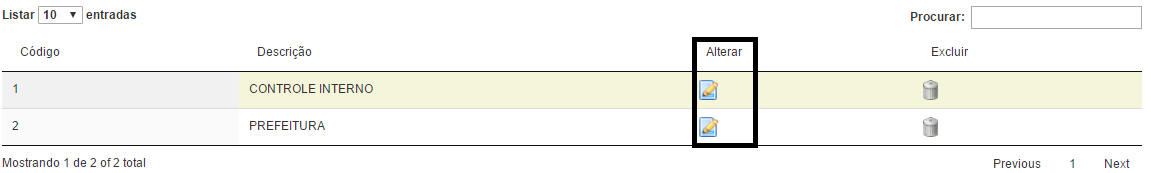 Listar 10 entradas Procurar:
Código Descrição Alterar Excluir
1 CONTROLE INTERNO
2 PREFEITURA
Mostrando 1 de 2 of 2 total Previous 1 Next